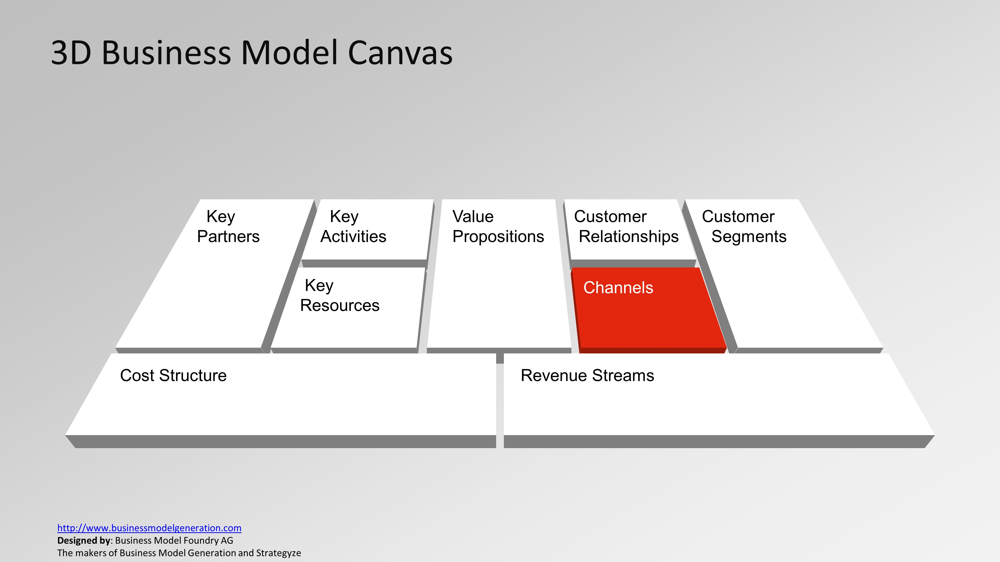 3D Business Model Canvas
Key
Partners
Key
Activities
Key
Resources
Value
Propositions
Customer
Relationships
Channels
Customer
Segments
Cost Structure
Revenue Streams
http://www.businessmodelgeneration.com
Designed by: Business Model Foundry AG
The makers of Business Model Generation and Strategyze